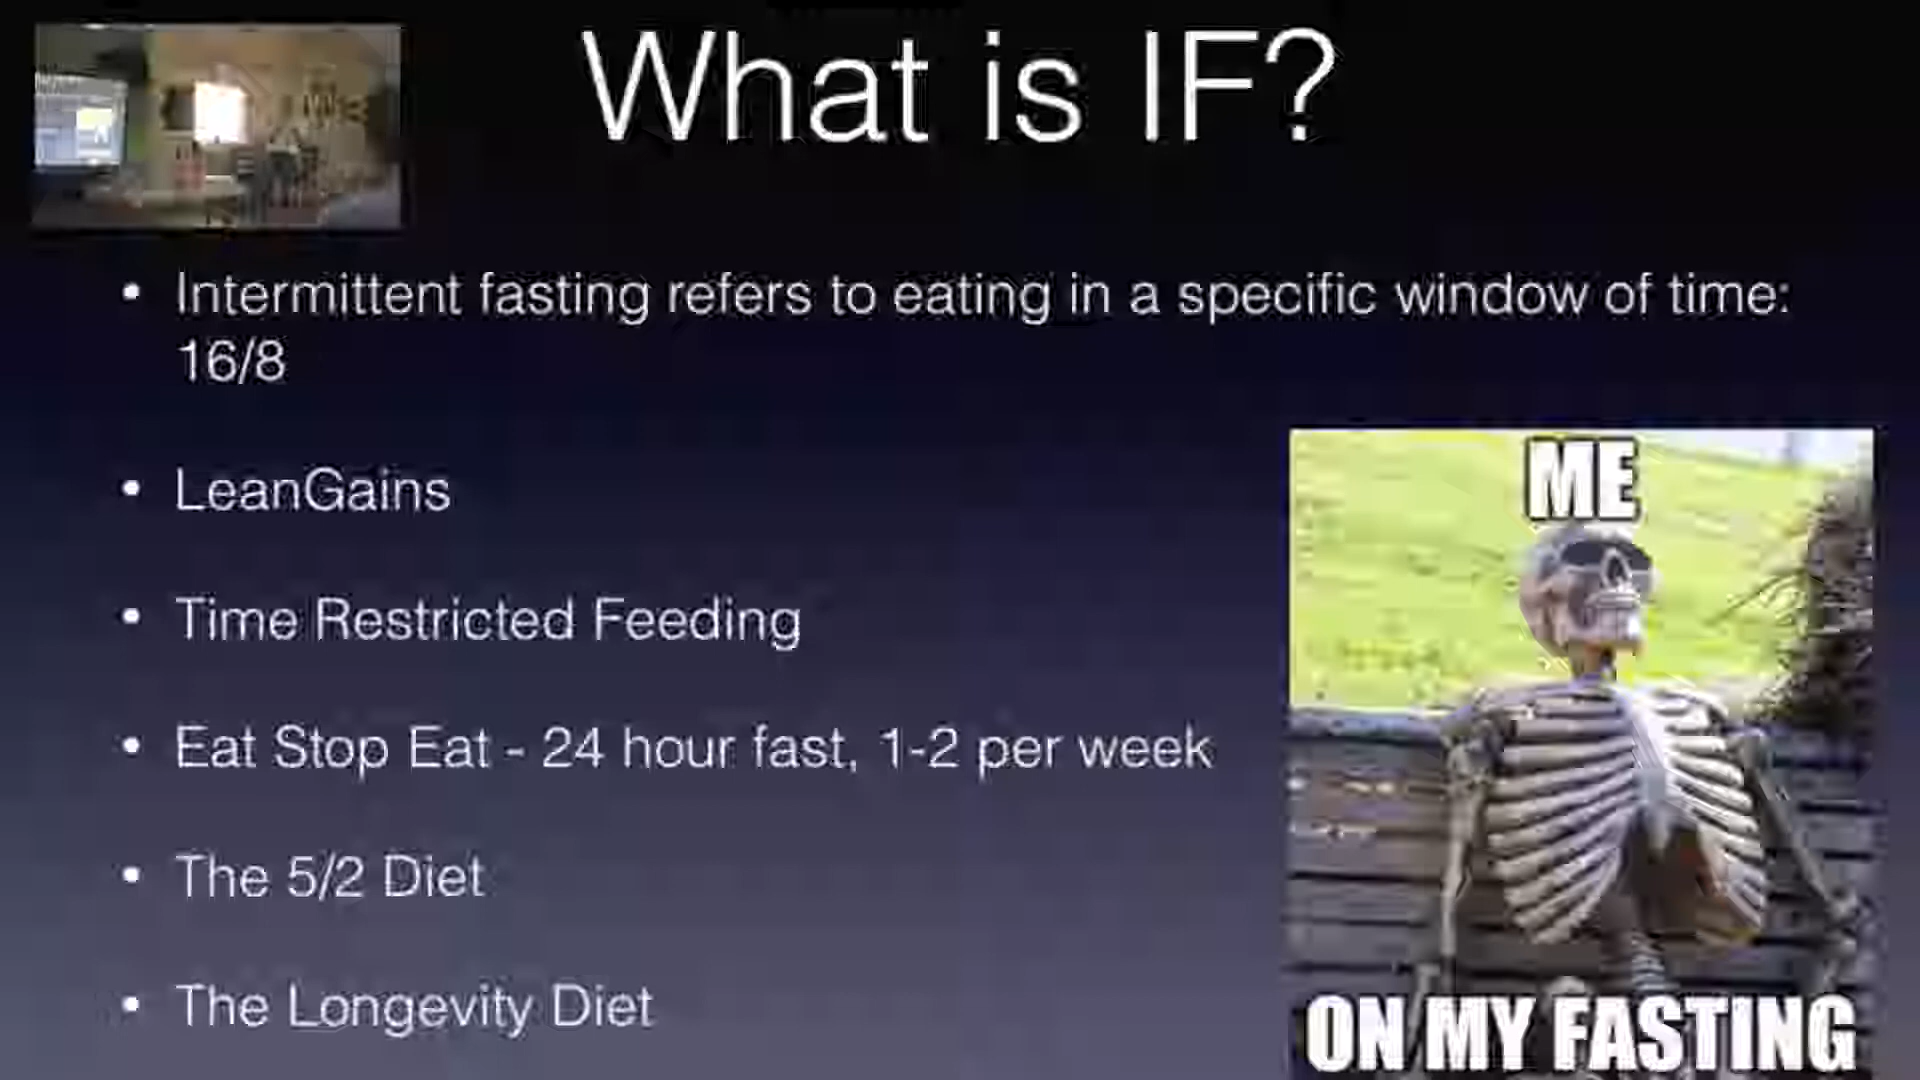 What is IF?
• Intermittent fasting refers to eating in a specific window of time:
16/8
• LeanGains
• Time Restricted Feeding
• Eat Stop Eat - 24 hour fast, 1-2 per week
• The 5/2 Diet
• The Longevity Diet
ME
ON MY FASTING